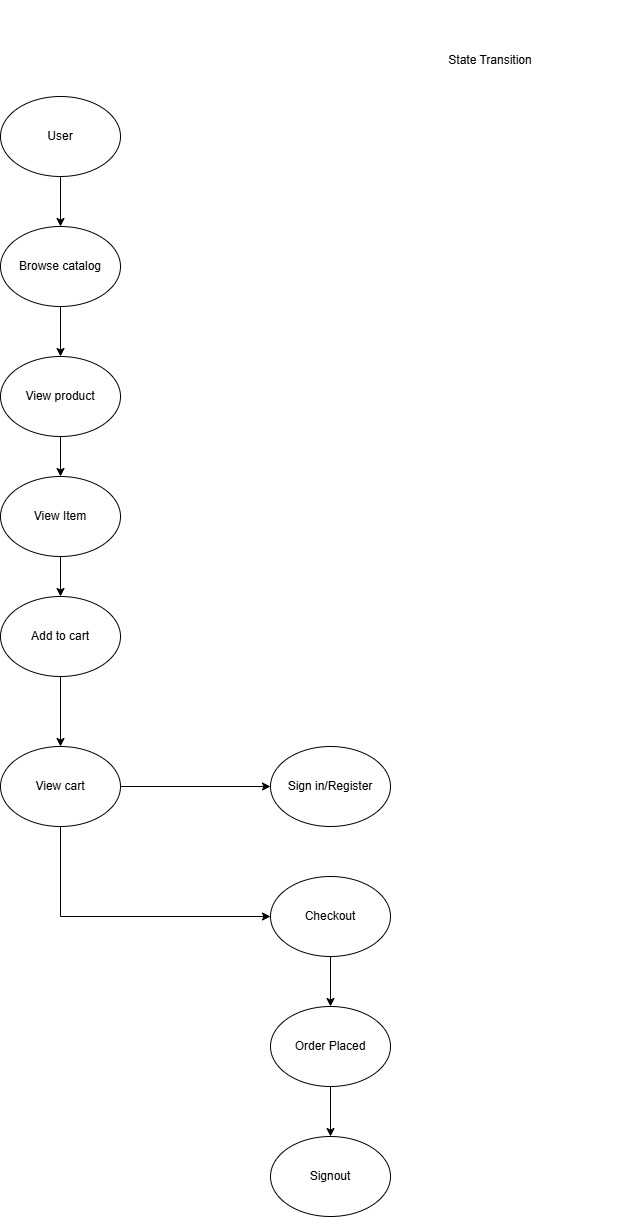 State Transition
User
Browse catalog
View product
View Item
Add to cart
View cart
Sign in/Register
Checkout
Order Placed
Signout